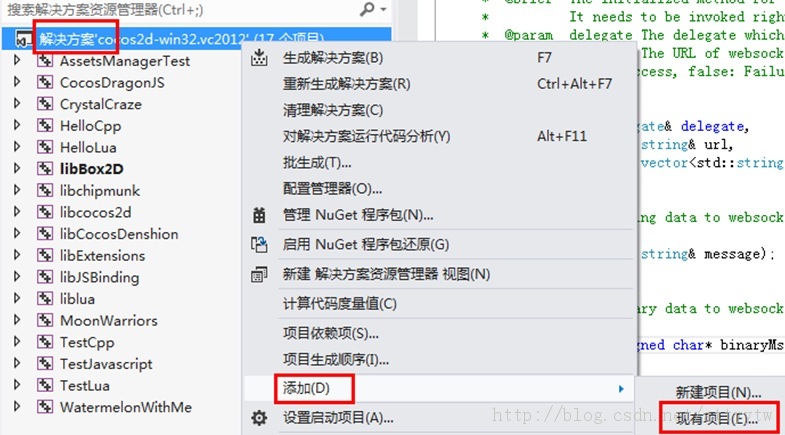 搜索解决方案资源管理器(Ctrl+;)
解决方案'cocos2d-win32.vc2012' (17 个项目)
AssetsManagerTest
CocosDragonJS
CrystalCraze
HelloCpp
HelloLua
libBox2D
libchipmunk
libcocos2d
libCocosDenshion
libExtensions
libJSBinding
liblua
MoonWarriors
TestCpp
TestJavascript
TestLua
WatermelonWithMe
生成解决方案(B) F7
重新生成解决方案(R) Ctrl+Alt+F7
清理解决方案(C)
对解决方案运行代码分析(Y) Alt+F11
批生成(T)...
配置管理器(O)...
管理 NuGet 程序包(N)...
启用 NuGet 程序包还原(G)
新建 解决方案资源管理器 视图(N)
计算代码度量值(C)
项目依赖项(S)...
项目生成顺序(I)...
添加(D)
设置启动项目(A)...
新建项目(N)...
现有项目(E)...
* @brief The initialized method for
* It needs to be invoked righ
* @param delegate The delegate which
The URL of websock
ccess, false: Failu
gate& delegate,
string& url,
vector<std::string
ng data to websock
string& message);
ry data to websock
gned char* binaryMs